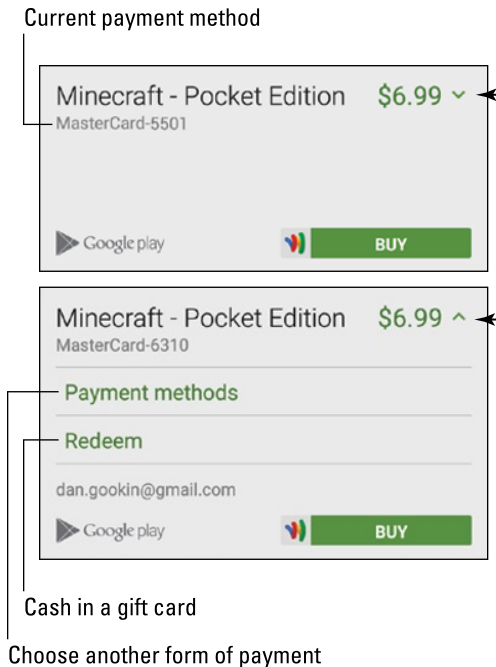 Current payment method
Minecraft - Pocket Edition $6.99
MasterCard-5501
Google play BUY
Minecraft - Pocket Edition $6.99
MasterCard-6310
Payment methods
Redeem
dan.gookin@gmail.com
Google play BUY
Cash in a gift card
Choose another form of payment